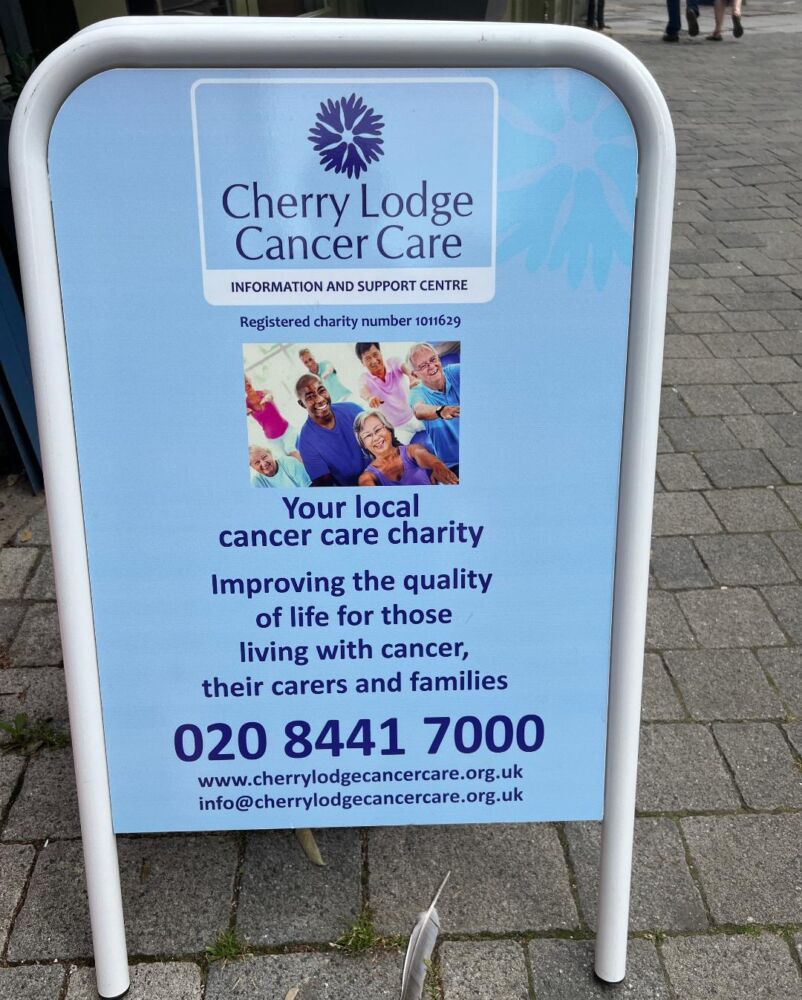 Cherry Lodge
Cancer Care
INFORMATION AND SUPPORT CENTRE
Registered charity number 1011629
Your local
cancer care charity
Improving the quality
of life for those
living with cancer,
their carers and families
020 8441 7000
www.cherrylodgecancercare.org.uk
info@cherrylodgecancercare.org.uk